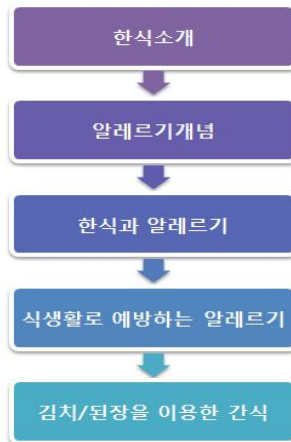 한식소개
알레르기개념
한식과 알레르기
식생활로 예방하는 알레르기
김치/된장을 이용한 간식